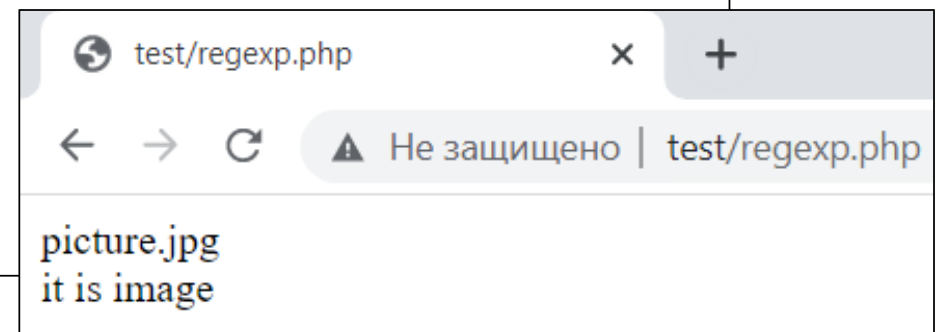 test/regexp.php
Не защищено | test/regexp.php
picture.jpg
it is image